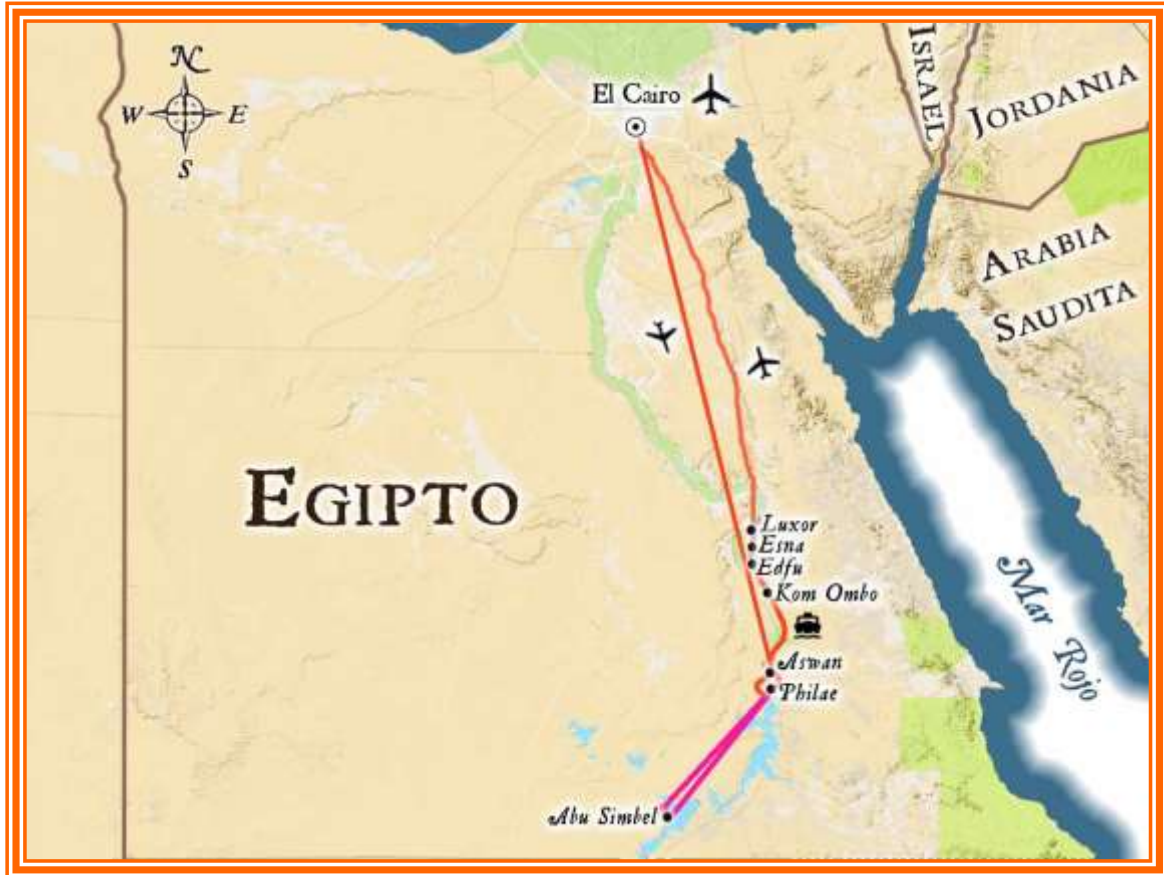 N
W E
S
El Cairo
ISRAEL
JORDANIA
ARABIA
SAUDITA
EGIPTO
Luxor
Esna
Edfu
Kom Ombo
Mar Rojo
Aswan
Philae
Abu Simbel